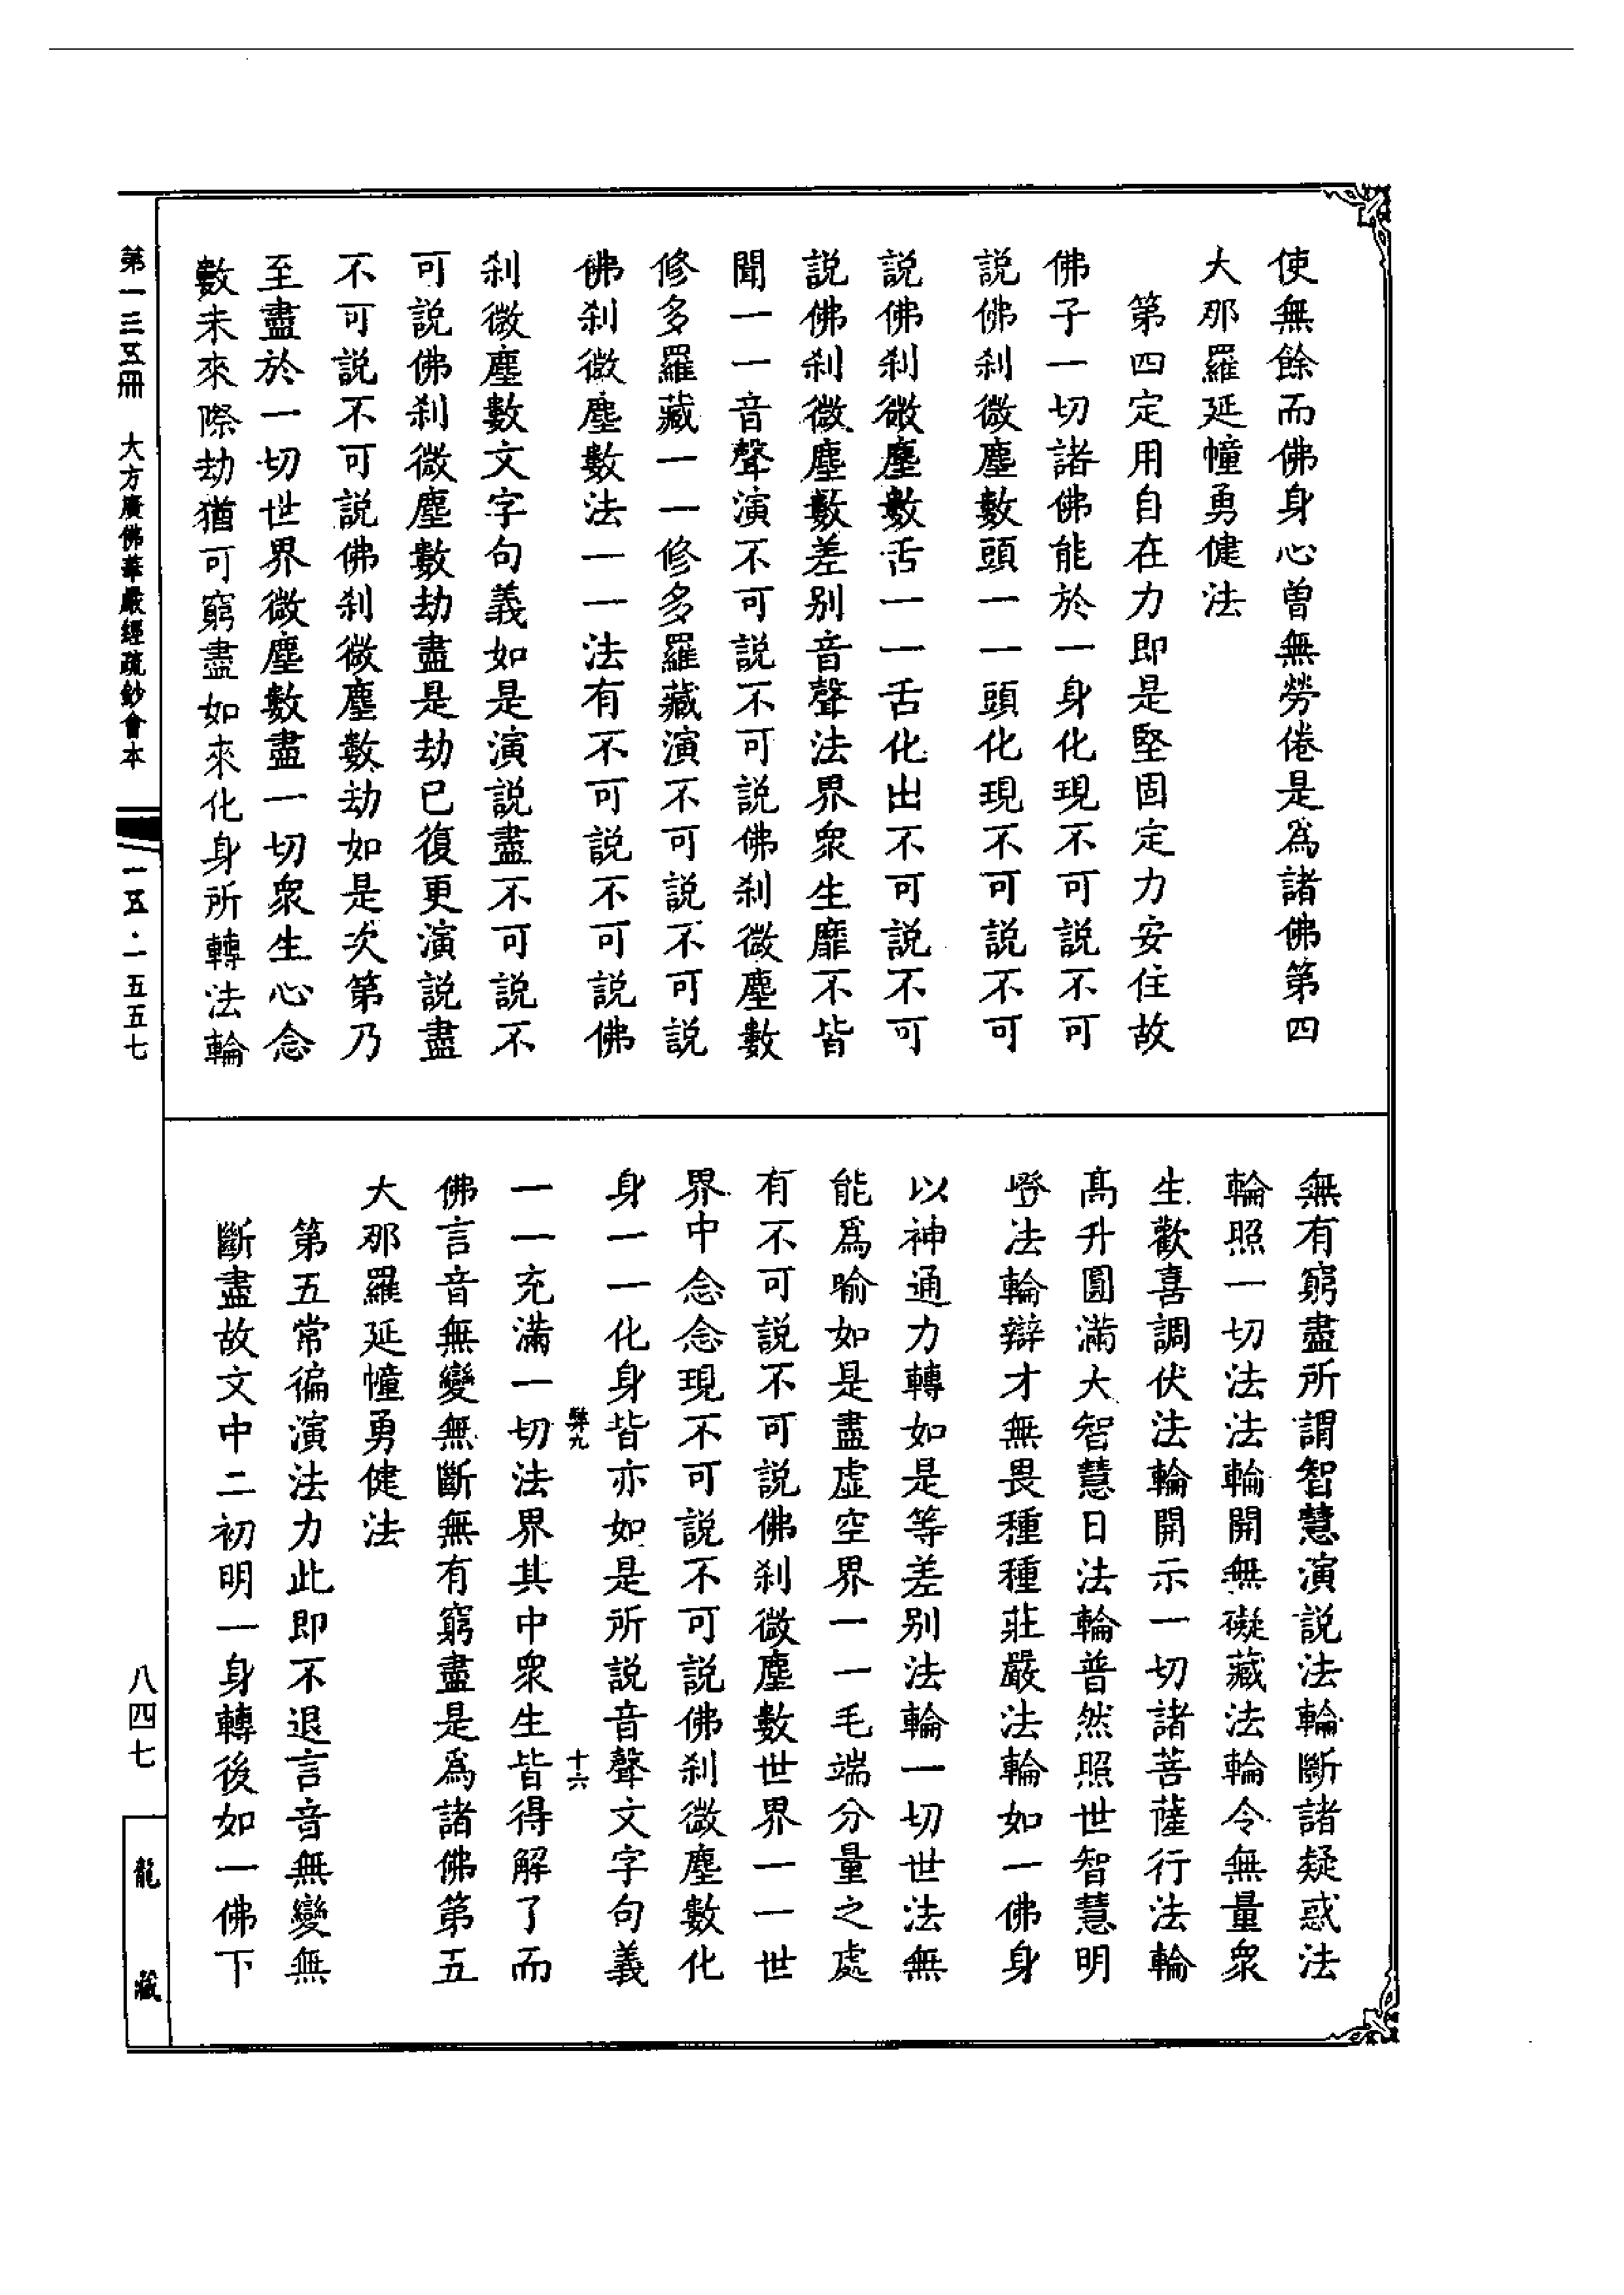 使無餘而佛身心曾無勞倦是爲諸佛第四
大那羅延幢勇健法
第四定用自在力即是堅固定力安住故
佛子一切諸佛能於一身化現不可說不可
說佛刹微塵數頭一一頭化現不可說不可
說佛刹微塵數舌一一舌化出不可說不可
說佛刹微塵數差别音聲法界衆生靡不皆
聞一一音聲演不可說不可說佛刹微塵數
修多羅藏一一修多羅藏演不可說不可說
佛刹微塵數法一一法有不可說不可說佛
刹微塵數文字句義如是演說盡不可說不
可說佛刹微塵數劫盡是劫已復更演說盡
不可說不可說佛刹微塵數劫如是次第乃
至盡於一切世界微塵數盡一切衆生心念
數未來際劫猶可窮盡如來化身所轉法輪
無有窮盡所謂智慧演說法輪斷諸疑惑法
輪照一切法法輪開無礙藏法輪令無量衆
生歡喜調伏法輪開示一切諸菩薩行法輪
高升圓滿大智慧日法輪普然照世智慧明
燈法輪辯才無畏種種莊嚴法輪如一佛身
以神通力轉如是等差别法輪一切世法無
能爲喻如是盡虛空界一一毛端分量之處
有不可說不可說佛刹微塵數世界一一世
界中念念現不可說不可說佛刹微塵數化
身一一化身皆亦如是所說音聲文字句義
弊九 十六
一一充滿一切法界其中衆生皆得解了而
佛言音無變無斷無有窮盡是爲諸佛第五
大那羅延幢勇健法
第五常徧演法力此即不退言音無變無
斷盡故文中二初明一身轉後如一佛下
第一三五冊 大方廣佛華嚴經疏鈔會本 一五·一五五七
八四七
龍藏